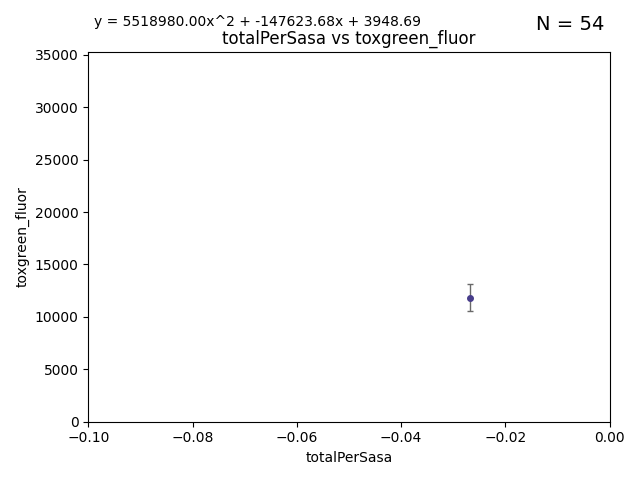 y = 5518980.00x^2 + -147623.68x + 3948.69
N = 54
totalPerSasa vs toxgreen_fluor
35000
30000
25000
20000
15000
10000
5000
0
toxgreen_fluor
−0.10
−0.08
−0.06
−0.04
−0.02
0.00
totalPerSasa